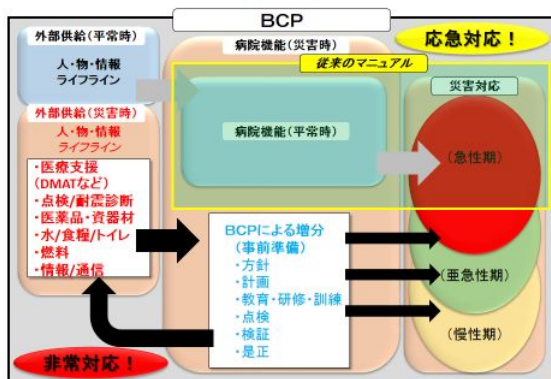 BCP
外部供給(平常時)
人・物・情報
ライフライン
外部供給(災害時)
人・物・情報
ライフライン
・医療支援
(DMATなど)
・点検/耐震診断
・医薬品・資器材
・水/食糧/トイレ
・燃料
・情報/通信
非常対応！
病院機能(災害時)
従来のマニュアル
病院機能(平常時)
BCPによる増分
(事前準備)
・方針
・計画
・教育・研修・訓練
・点検
・検証
・是正
応急対応！
災害対応
(急性期)
(亜急性期)
(慢性期)